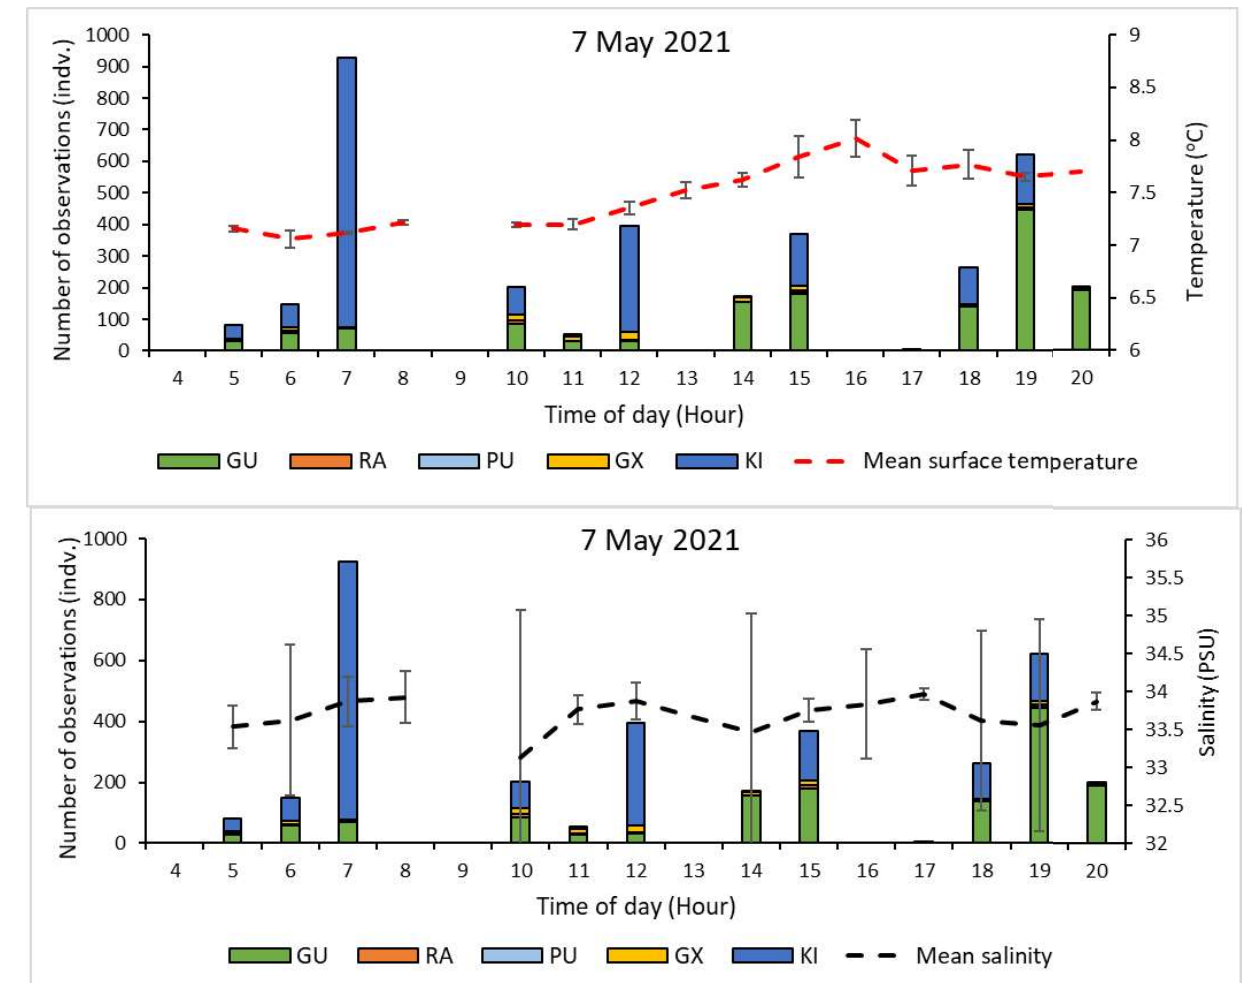 7 May 2021
Number of observations (indv.)
1000
900
800
700
600
500
400
300
200
100
0
9
8.5
8
7.5
7
6.5
6
Temperature (°C)
4 5 6 7 8 9 10 11 12 13 14 15 16 17 18 19 20
Time of day (Hour)
GU RA PU GX KI Mean surface temperature
7 May 2021
Number of observations (indv.)
1000
800
600
400
200
0
36
35.5
35
34.5
34
33.5
33
32.5
32
Salinity (PSU)
4 5 6 7 8 9 10 11 12 13 14 15 16 17 18 19 20
Time of day (Hour)
GU RA PU GX KI Mean salinity